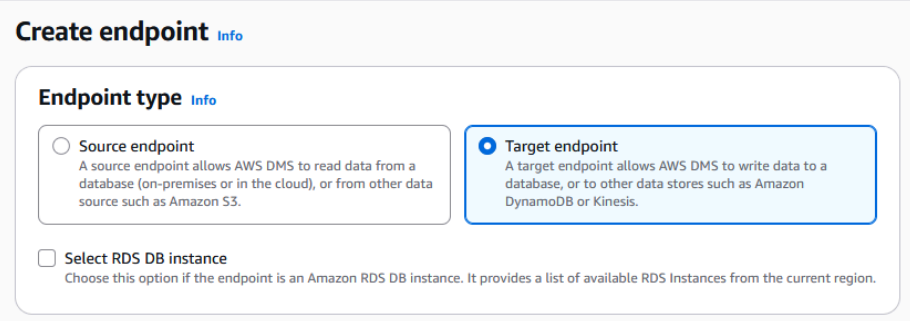 Create endpoint Info
Endpoint type Info
Source endpoint
A source endpoint allows AWS DMS to read data from a
database (on-premises or in the cloud), or from other data
source such as Amazon S3.
Target endpoint
A target endpoint allows AWS DMS to write data to a
database, or to other data stores such as Amazon
DynamoDB or Kinesis.
Select RDS DB instance
Choose this option if the endpoint is an Amazon RDS DB instance. It provides a list of available RDS Instances from the current region.